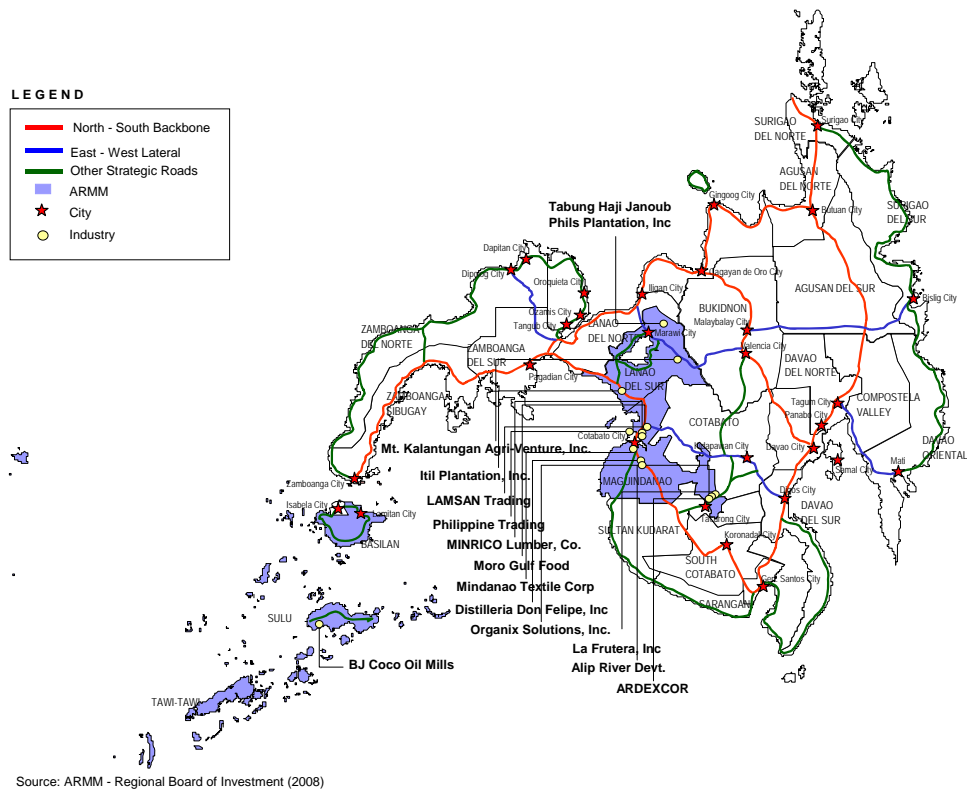 LEGEND
North - South Backbone
East - West Lateral
Other Strategic Roads
ARMM
City
Industry
Surigao City
SURIGAO
DEL NORTE
AGUSAN
DEL NORTE
Gingoog City
Butuan City
SURIGAO
DEL SUR
Tabung Haji Janoub
Phils Plantation, Inc
Dapitan City
Dipolog City
Oroquieta City
Iligan City
Cagayan de Oro City
AGUSAN DEL SUR
Bislig City
BUKIDNON
Ozamis City
Tangub City
LANAO
DEL NORTE
Marawi City
Malaybalay City
Valencia City
ZAMBOANGA
DEL NORTE
ZAMBOANGA
DEL SUR
Pagadian City
LANAO
DEL SUR
DAVAO
DEL NORTE
COMPOSTELA
VALLEY
ZAMBOANGA
SIBUGAY
Tagum City
Panabo City
COTABATO
Cotabato City
Mt. Kalantungan Agri-Venture, Inc.
Kidapawan City
Davao City
DAVAO
ORIENTAL
Samal City
Mati
Itil Plantation, Inc.
Zamboanga City
MAGUINDANAO
Digos City
LAMSAN Trading
Isabela City
Lamitan City
Tacurong City
DAVAO
DEL SUR
Philippine Trading
SULTAN KUDARAT
Koronadal City
BASILAN
MINRICO Lumber, Co.
Moro Gulf Food
SOUTH
COTABATO
Mindanao Textile Corp
Gen. Santos City
SARANGANI
Distilleria Don Felipe, Inc
SULU
Organix Solutions, Inc.
La Frutera, Inc
BJ Coco Oil Mills
Alip River Devt.
ARDEXCOR
TAWI-TAWI
Source: ARMM - Regional Board of Investment (2008)